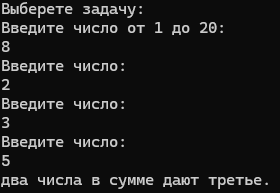 Выберете задачу:
Введите число от 1 до 20:
8
Введите число:
2
Введите число:
3
Введите число:
5
два числа в сумме дают третье.